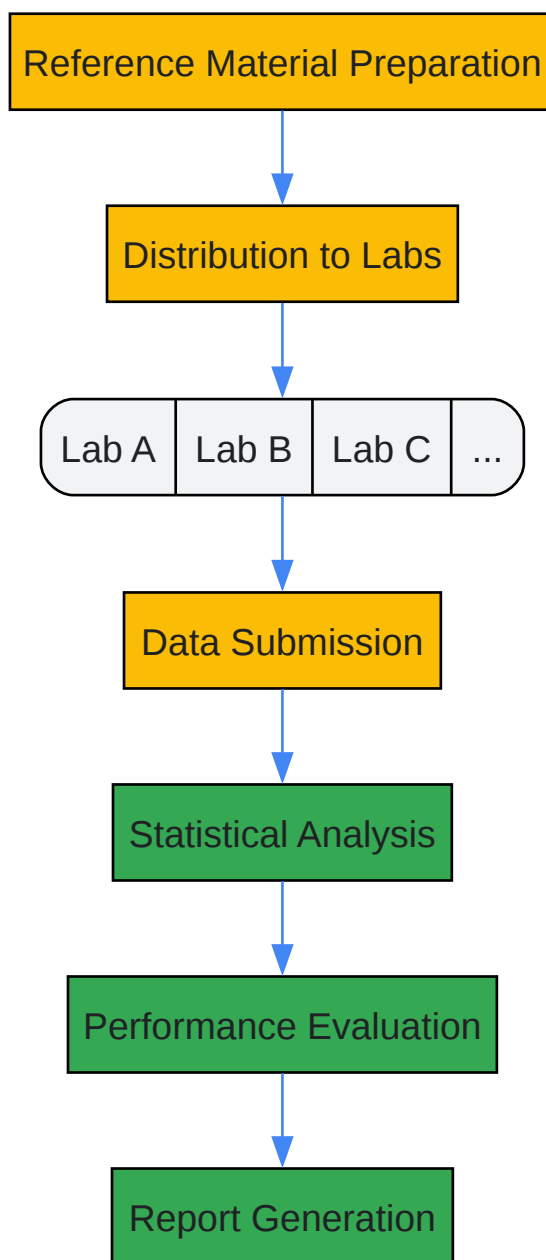 Reference Material Preparation
Distribution to Labs
Lab A Lab B Lab C ...
Data Submission
Statistical Analysis
Performance Evaluation
Report Generation